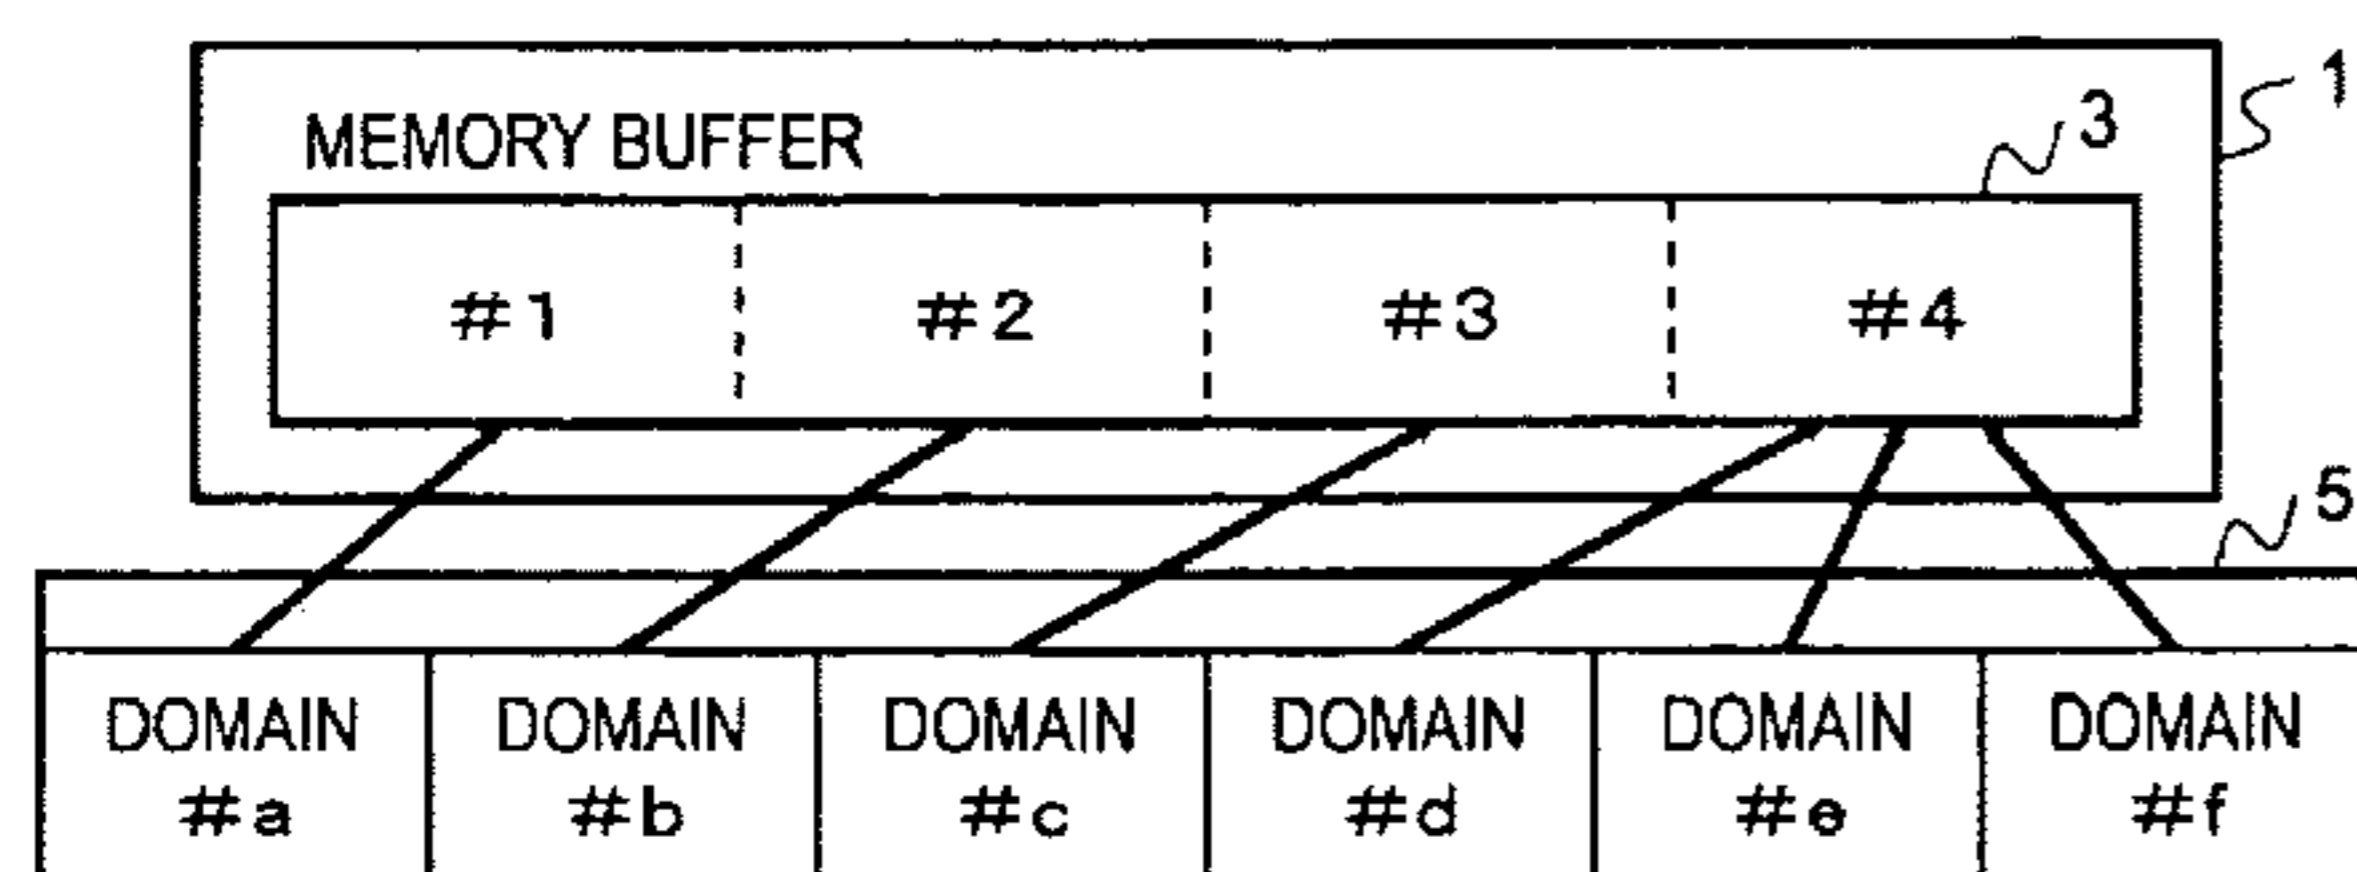 1
3
MEMORY BUFFER
#1 #2 #3 #4
5
DOMAIN DOMAIN DOMAIN DOMAIN DOMAIN DOMAIN
#a #b #c #d #e #f